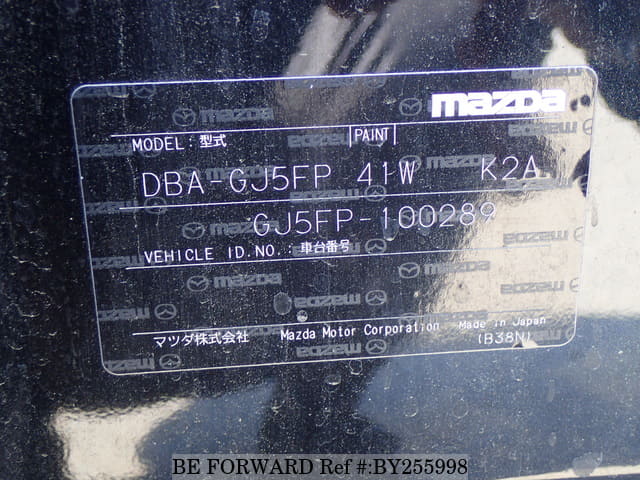 mazda
MODEL: 型式 PAINT
DBA-GJ5FP 41W K2A
GJ5FP-100289
VEHICLE ID.NO.: 車台番号
マツダ株式会社 Mazda Motor Corporation Made in Japan
(B38N)
BE FORWARD Ref #:BY255998